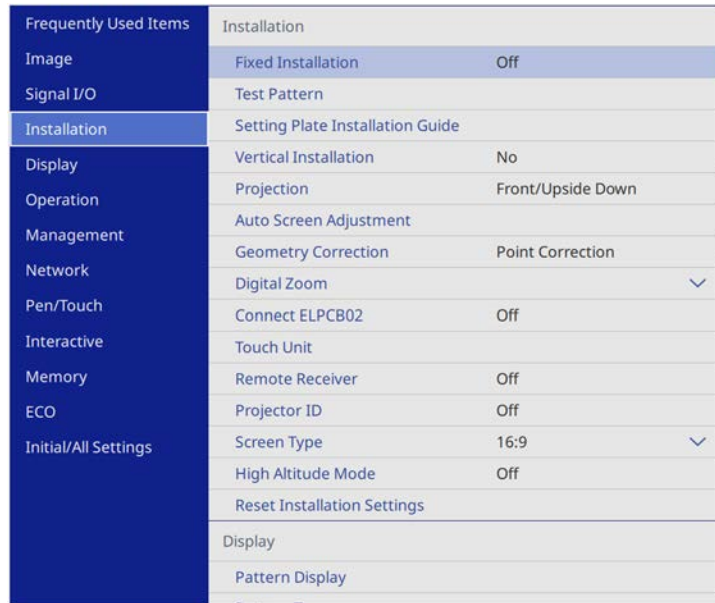 Frequently Used Items
Image
Signal I/O
Installation
Display
Operation
Management
Network
Pen/Touch
Interactive
Memory
ECO
Initial/All Settings
Installation
Fixed Installation Off
Test Pattern
Setting Plate Installation Guide
Vertical Installation No
Projection Front/Upside Down
Auto Screen Adjustment
Geometry Correction Point Correction
Digital Zoom
Connect ELPCB02 Off
Touch Unit
Remote Receiver Off
Projector ID Off
Screen Type 16:9
High Altitude Mode Off
Reset Installation Settings
Display
Pattern Display